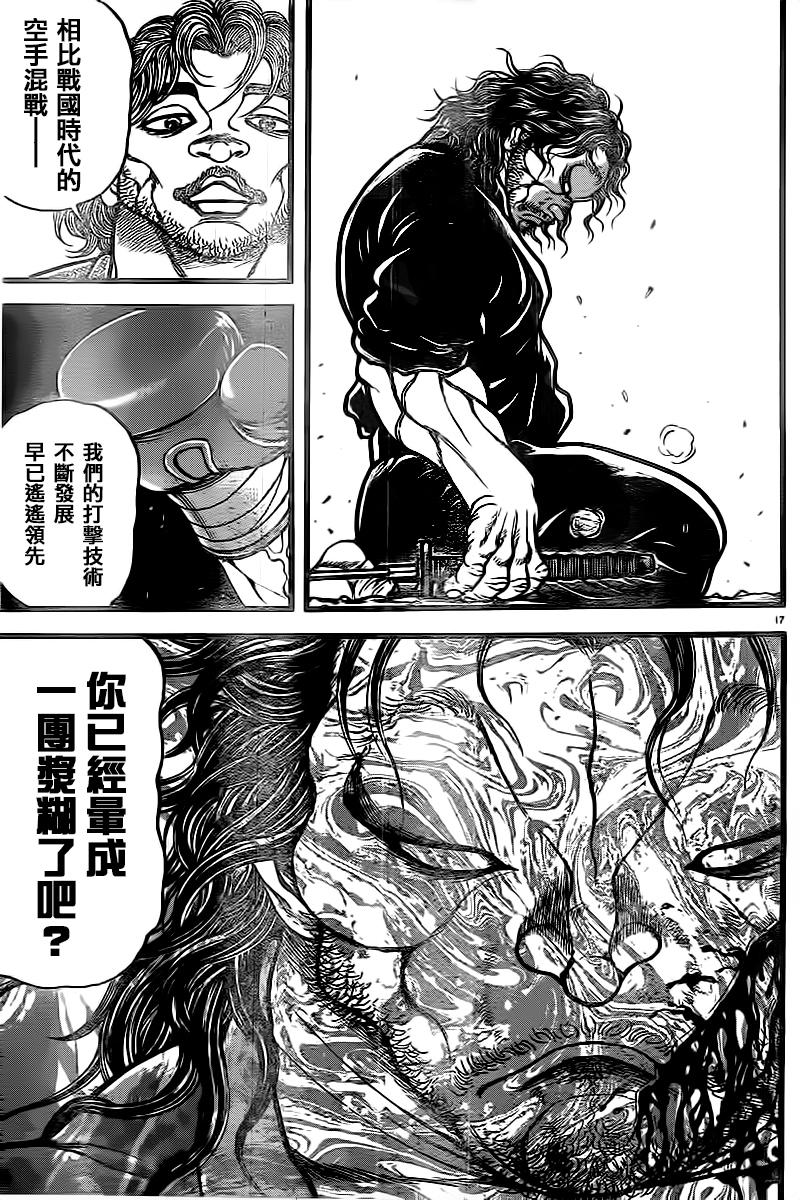 相比戰國時代的
空手混戰——
我們的打擊技術
不斷發展
早已遙遙領先
17
你已經暈成
一團漿糊了吧？